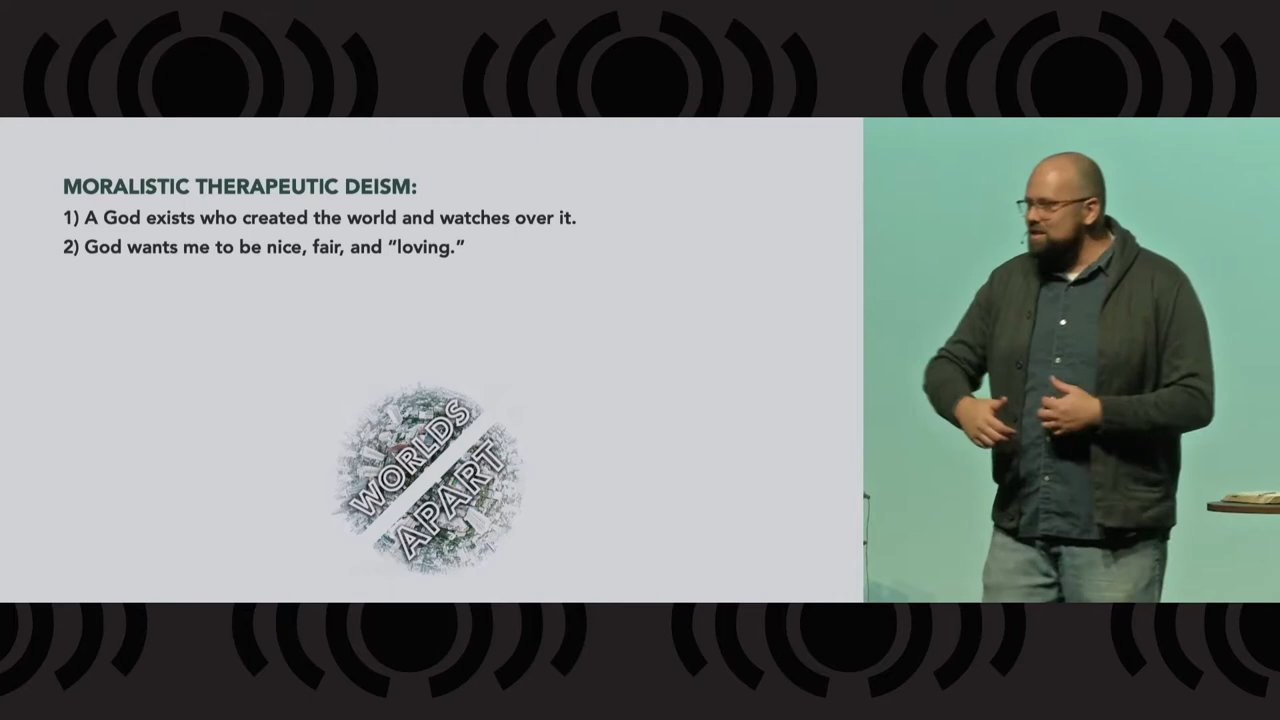 MORALISTIC THERAPEUTIC DEISM:
1) A God exists who created the world and watches over it.
2) God wants me to be nice, fair, and “loving.”
WORLDS
APART